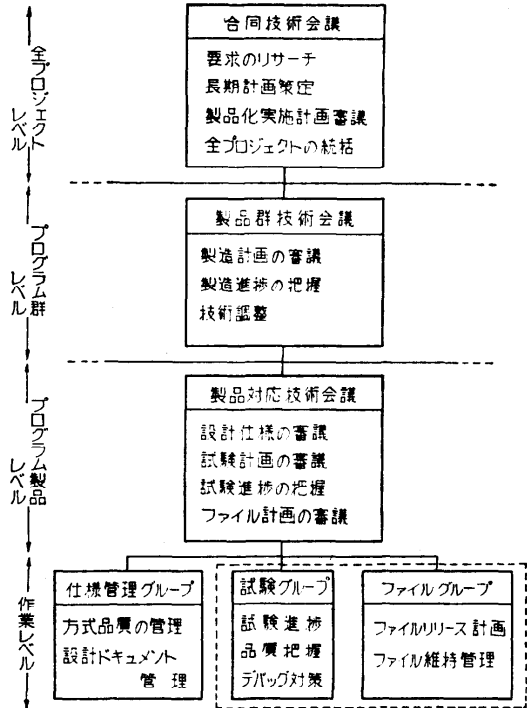 合同技術会議
要求のリサーチ
長期計画策定
製品化実施計画審議
全プロジェクトの統括
全プロジェクト
レベル
製品群技術会議
製造計画の審議
製造進捗の把握
技術調整
プログラム群
レベル
製品対応技術会議
設計仕様の審議
試験計画の審議
試験進捗の把握
ファイル計画の審議
プログラム製品
レベル
作業レベル
仕様管理グループ
方式品質の管理
設計ドキュメント
管理
試験グループ
試験進捗
品質把握
デバッグ対策
ファイルグループ
ファイルリリース計画
ファイル維持管理